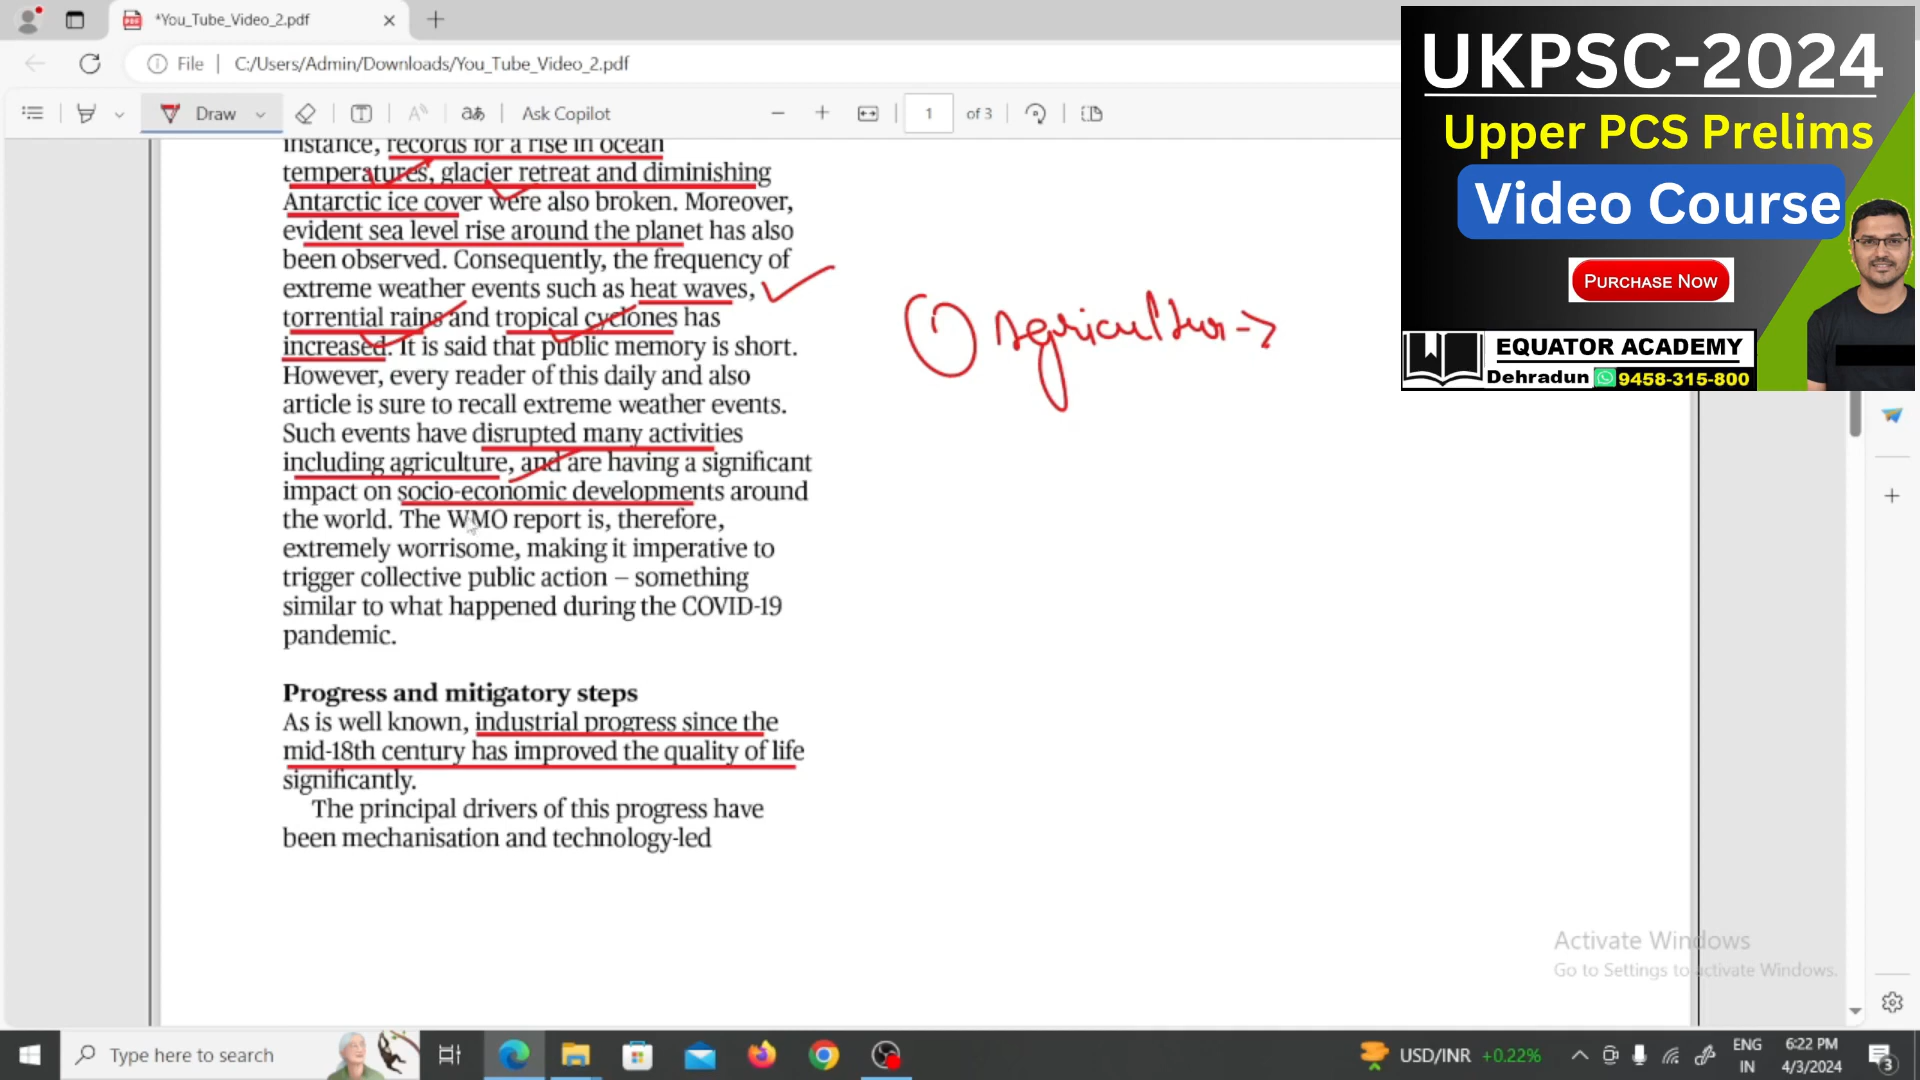 *You_Tube_Video_2.pdf
File
C:/Users/Admin/Downloads/You_Tube_Video_2.pdf
Draw
Ask Copilot
1
of 3
instance, records for a rise in ocean
temperatures, glacier retreat and diminishing
Antarctic ice cover were also broken. Moreover,
evident sea level rise around the planet has also
been observed. Consequently, the frequency of
extreme weather events such as heat waves,
torrential rains and tropical cyclones has
increased. It is said that public memory is short.
However, every reader of this daily and also
article is sure to recall extreme weather events.
Such events have disrupted many activities
including agriculture, and are having a significant
impact on socio-economic developments around
the world. The WMO report is, therefore,
extremely worrisome, making it imperative to
trigger collective public action – something
similar to what happened during the COVID-19
pandemic.
Progress and mitigatory steps
As is well known, industrial progress since the
mid-18th century has improved the quality of life
significantly.
The principal drivers of this progress have
been mechanisation and technology-led
UKPSC-2024
Upper PCS Prelims
Video Course
PURCHASE NOW
EQUATOR ACADEMY
Dehradun 9458-315-800
Activate Windows
Go to Settings to activate Windows.
Type here to search
USD/INR +0.22%
ENG
IN
6:22 PM
4/3/2024
3